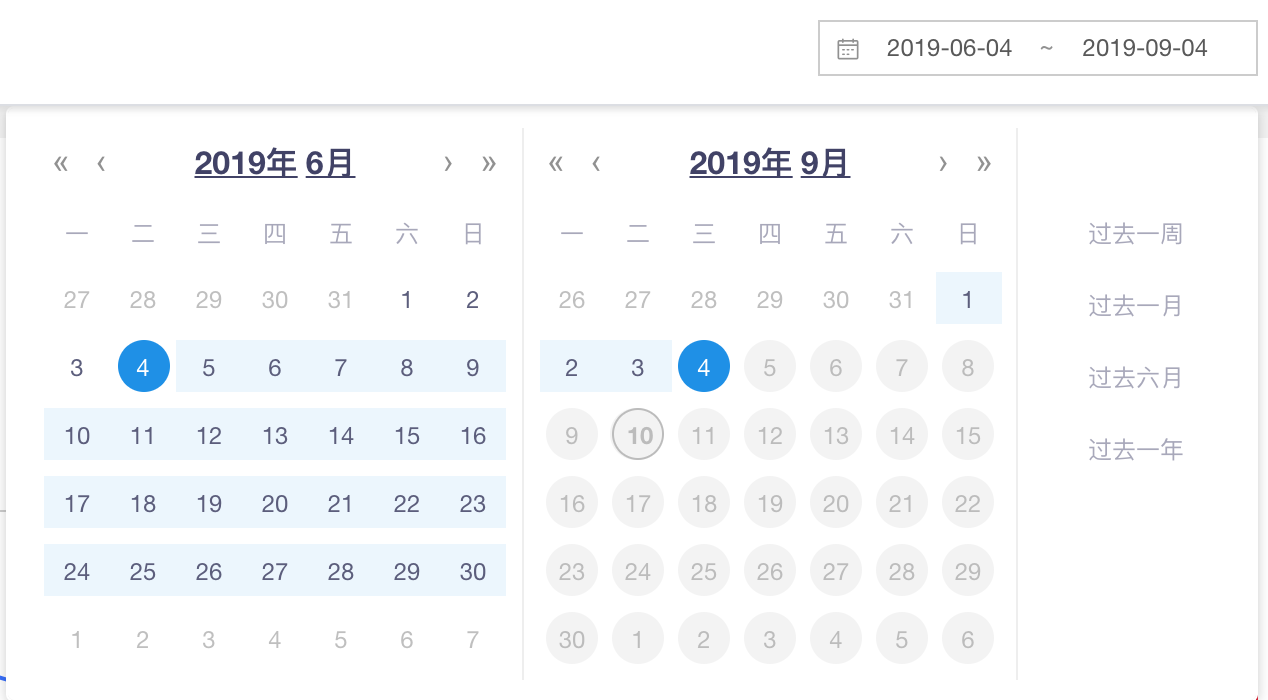 2019-06-04 ~ 2019-09-04
« ‹ 2019年 6月 › »
一 二 三 四 五 六 日
27 28 29 30 31 1 2
3 4 5 6 7 8 9
10 11 12 13 14 15 16
17 18 19 20 21 22 23
24 25 26 27 28 29 30
1 2 3 4 5 6 7
« ‹ 2019年 9月 › »
一 二 三 四 五 六 日
26 27 28 29 30 31 1
2 3 4 5 6 7 8
9 10 11 12 13 14 15
16 17 18 19 20 21 22
23 24 25 26 27 28 29
30 1 2 3 4 5 6
过去一周
过去一月
过去六月
过去一年